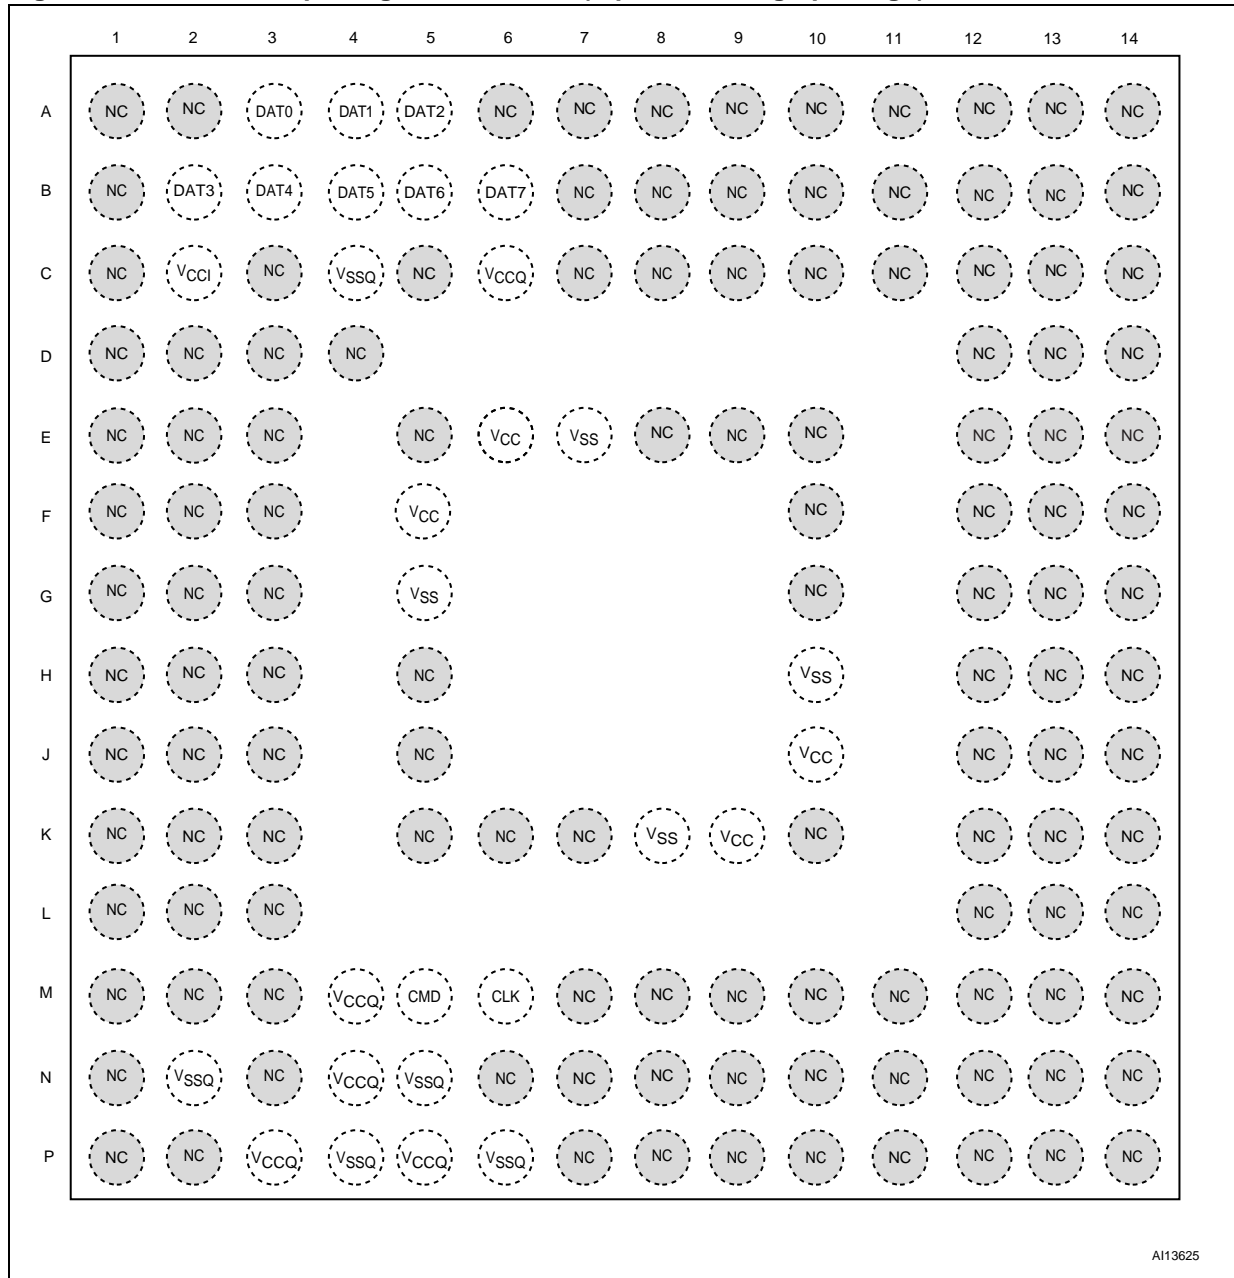 1 2 3 4 5 6 7 8 9 10 11 12 13 14
A NC NC DAT0 DAT1 DAT2 NC NC NC NC NC NC NC NC NC
B NC DAT3 DAT4 DAT5 DAT6 DAT7 NC NC NC NC NC NC NC NC
C NC VCCI NC VSSQ NC VCCQ NC NC NC NC NC NC NC NC
D NC NC NC NC NC NC NC
E NC NC NC NC VCC VSS NC NC NC NC NC NC
F NC NC NC VCC NC NC NC NC
G NC NC NC VSS NC NC NC NC
H NC NC NC NC VSS NC NC NC
J NC NC NC NC VCC NC NC NC
K NC NC NC NC NC NC VSS VCC NC NC NC NC
L NC NC NC NC NC NC
M NC NC NC VCCQ CMD CLK NC NC NC NC NC NC NC NC
N NC VSSQ NC VCCQ VSSQ NC NC NC NC NC NC NC NC NC
P NC NC VCCQ VSSQ VCCQ VSSQ NC NC NC NC NC NC NC NC
AI13625